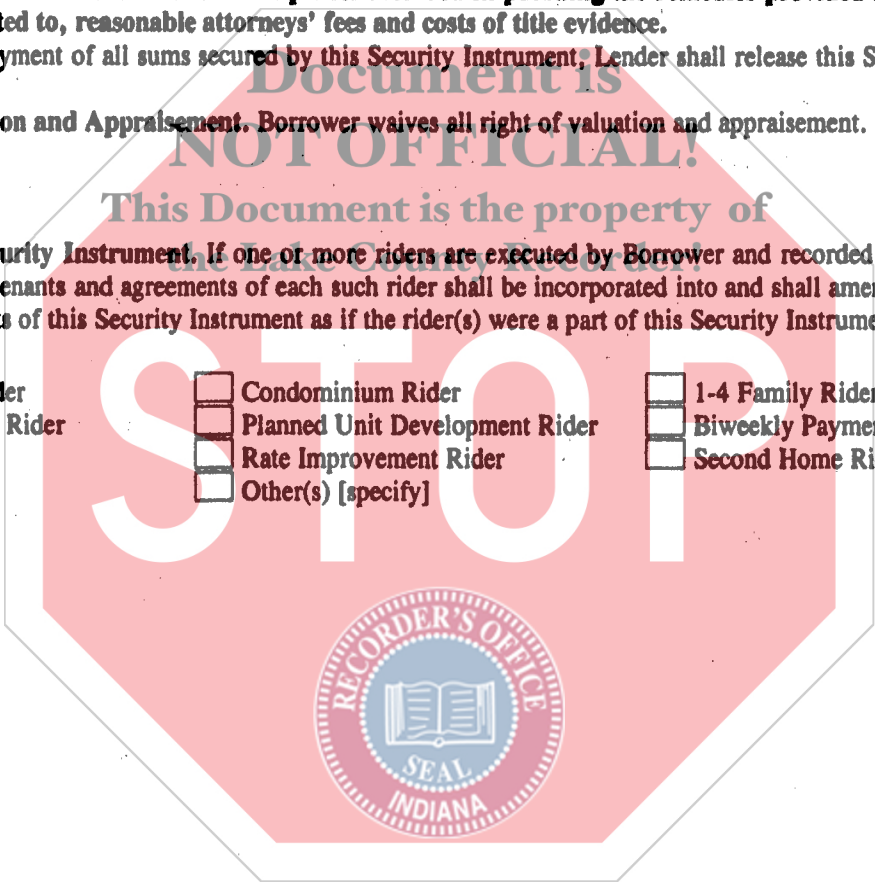 ted to, reasonable attorneys' fees and costs of title evidence.
yment of all sums secured by this Security Instrument, Lender shall release this S
Document is
on and Appraisement. Borrower waives all right of valuation and appraisement.
NOT OFFICIAL!
This Document is the property of
the Lake County Recorder!
urity Instrument. If one or more riders are executed by Borrower and recorded
enants and agreements of each such rider shall be incorporated into and shall amen
s of this Security Instrument as if the rider(s) were a part of this Security Instrume
der Condominium Rider 1-4 Family Rider
Rider Planned Unit Development Rider Biweekly Paymen
Rate Improvement Rider Second Home Ri
Other(s) [specify]
STOP
RECORDER'S OFFICE
SEAL
INDIANA